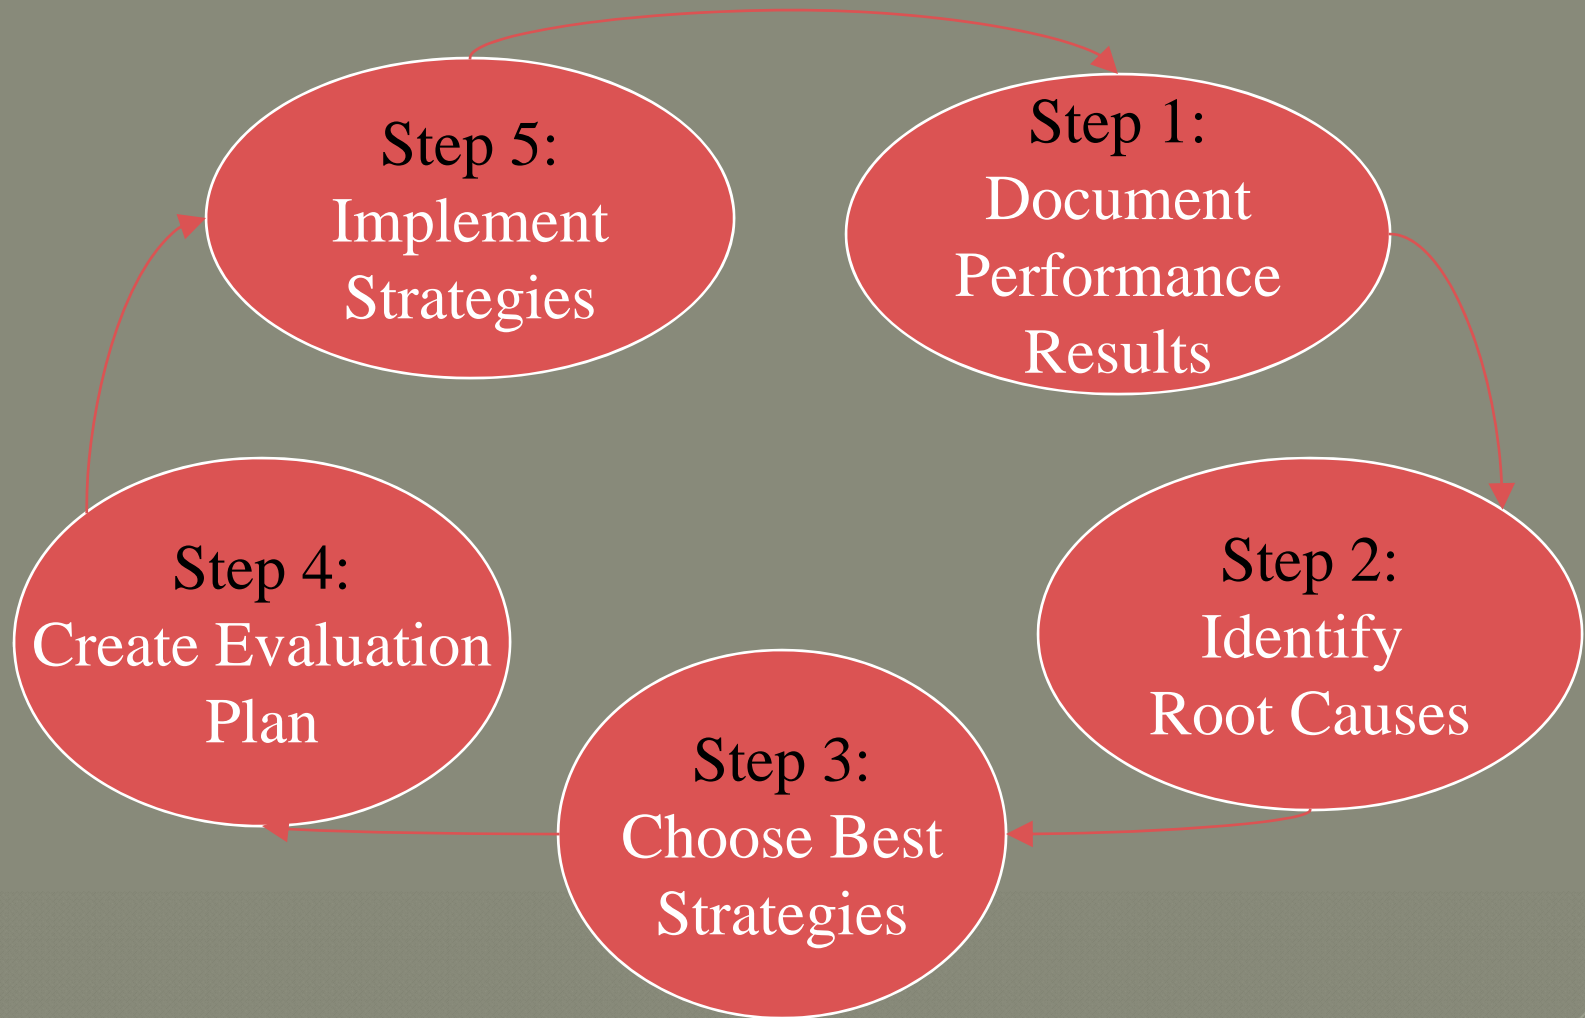 Step 5:
Implement
Strategies
Step 1:
Document
Performance
Results
Step 2:
Identify
Root Causes
Step 3:
Choose Best
Strategies
Step 4:
Create Evaluation
Plan